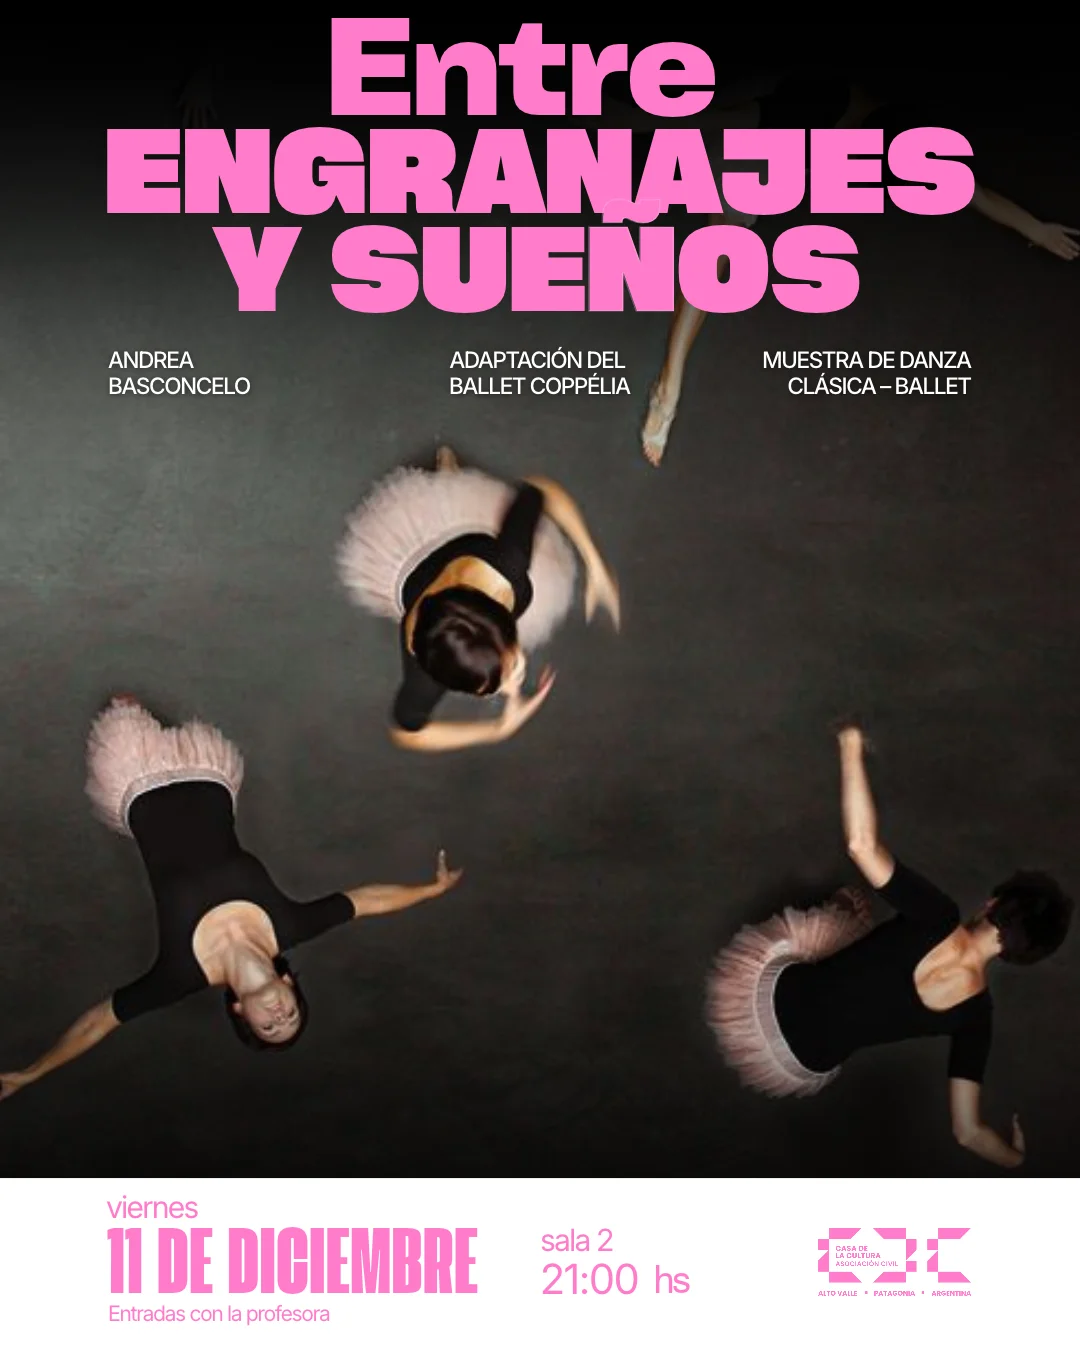 Entre
ENGRANAJES
Y SUEÑOS
ANDREA
BASCONCELO
ADAPTACIÓN DEL
BALLET COPPÉLIA
MUESTRA DE DANZA
CLÁSICA – BALLET
viernes
11 DE DICIEMBRE
Entradas con la profesora
sala 2
21:00 hs
CASA DE
LA CULTURA
ASOCIACIÓN CIVIL
ALTO VALLE • PATAGONIA • ARGENTINA